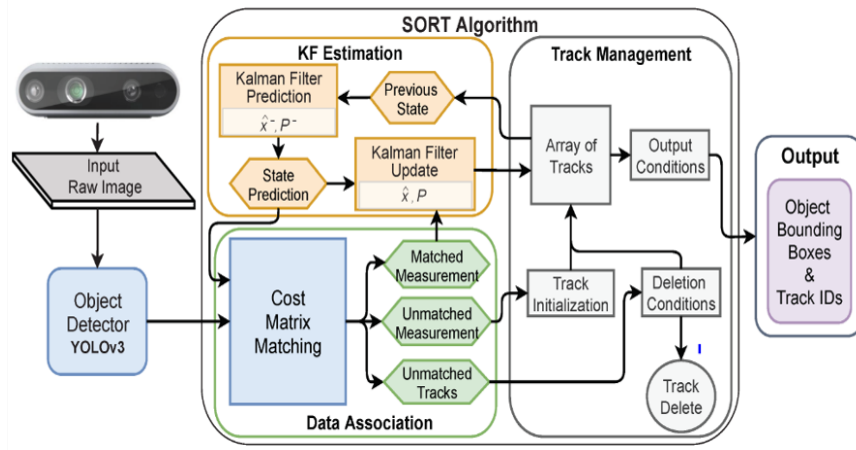 SORT Algorithm
KF Estimation
Kalman Filter
Prediction
x̂⁻, P⁻
Previous
State
State
Prediction
Kalman Filter
Update
x̂, P
Track Management
Array of
Tracks
Output
Conditions
Track
Initialization
Deletion
Conditions
Track
Delete
Input
Raw Image
Object
Detector
YOLOv3
Cost
Matrix
Matching
Matched
Measurement
Unmatched
Measurement
Unmatched
Tracks
Data Association
Output
Object
Bounding
Boxes
&
Track IDs